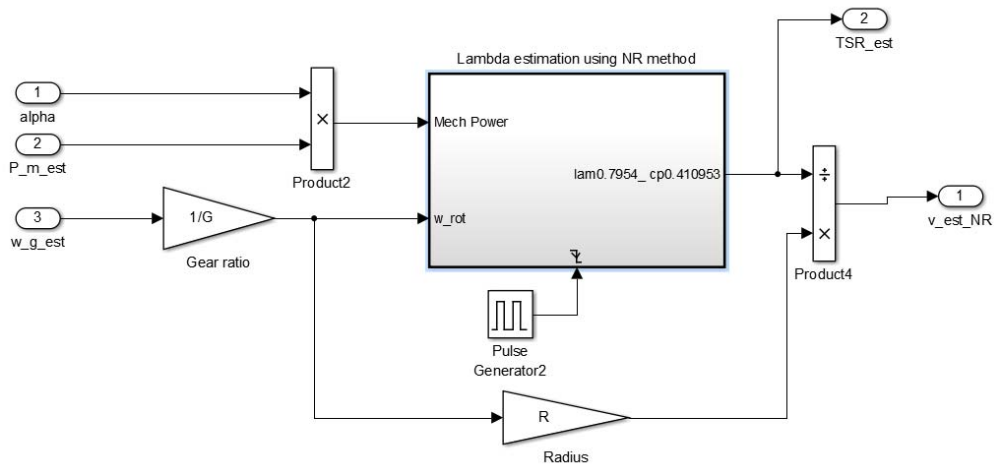 2
TSR_est
Lambda estimation using NR method
1
alpha
2
P_m_est
×
Product2
Mech Power
lam0.7954_ cp0.410953
÷
×
Product4
1
v_est_NR
3
w_g_est
1/G
Gear ratio
w_rot
Pulse
Generator2
R
Radius